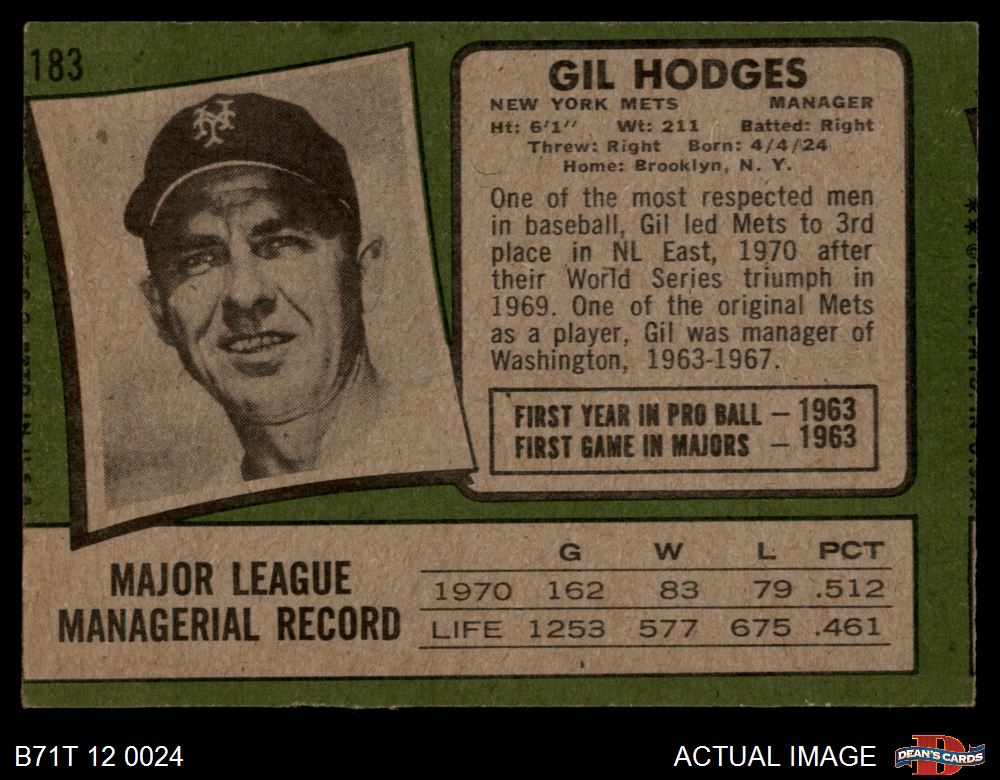 183
GIL HODGES
NEW YORK METS MANAGER
Ht: 6'1" Wt: 211 Batted: Right
Threw: Right Born: 4/4/24
Home: Brooklyn, N. Y.
One of the most respected men
in baseball, Gil led Mets to 3rd
place in NL East, 1970 after
their World Series triumph in
1969. One of the original Mets
as a player, Gil was manager of
Washington, 1963-1967.
FIRST YEAR IN PRO BALL — 1963
FIRST GAME IN MAJORS — 1963
MAJOR LEAGUE
MANAGERIAL RECORD
G W L PCT
1970 162 83 79 .512
LIFE 1253 577 675 .461
B71T 12 0024
ACTUAL IMAGE
DEAN'S CARDS